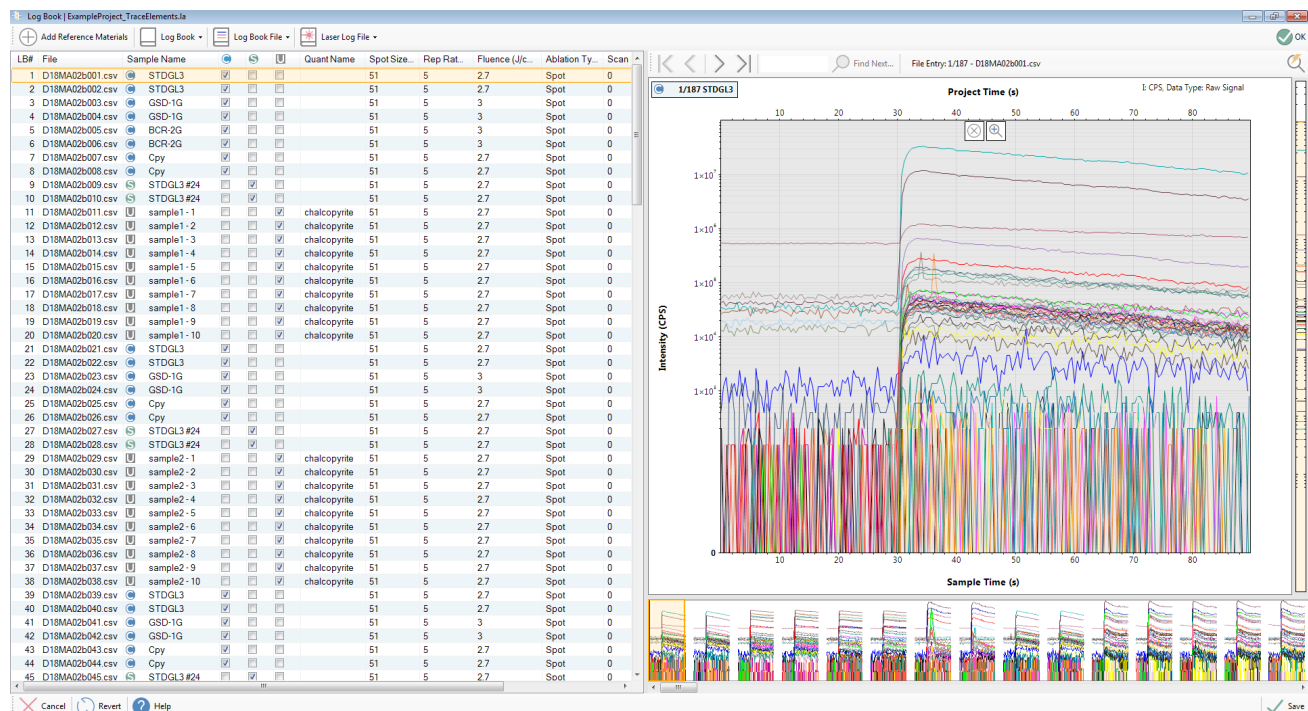 Log Book | ExampleProject_TraceElements.la
Add Reference Materials Log Book Log Book File Laser Log File OK
LB# File Sample Name C S U Quant Name Spot Size... Rep Rat... Fluence (J/c... Ablation Ty... Scan
1 D18MA02b001.csv C STDGL3 51 5 2.7 Spot 0
2 D18MA02b002.csv C STDGL3 51 5 2.7 Spot 0
3 D18MA02b003.csv C GSD-1G 51 5 3 Spot 0
4 D18MA02b004.csv C GSD-1G 51 5 3 Spot 0
5 D18MA02b005.csv C BCR-2G 51 5 3 Spot 0
6 D18MA02b006.csv C BCR-2G 51 5 3 Spot 0
7 D18MA02b007.csv C Cpy 51 5 2.7 Spot 0
8 D18MA02b008.csv C Cpy 51 5 2.7 Spot 0
9 D18MA02b009.csv S STDGL3 #24 51 5 2.7 Spot 0
10 D18MA02b010.csv S STDGL3 #24 51 5 2.7 Spot 0
11 D18MA02b011.csv U sample1 - 1 chalcopyrite 51 5 2.7 Spot 0
12 D18MA02b012.csv U sample1 - 2 chalcopyrite 51 5 2.7 Spot 0
13 D18MA02b013.csv U sample1 - 3 chalcopyrite 51 5 2.7 Spot 0
14 D18MA02b014.csv U sample1 - 4 chalcopyrite 51 5 2.7 Spot 0
15 D18MA02b015.csv U sample1 - 5 chalcopyrite 51 5 2.7 Spot 0
16 D18MA02b016.csv U sample1 - 6 chalcopyrite 51 5 2.7 Spot 0
17 D18MA02b017.csv U sample1 - 7 chalcopyrite 51 5 2.7 Spot 0
18 D18MA02b018.csv U sample1 - 8 chalcopyrite 51 5 2.7 Spot 0
19 D18MA02b019.csv U sample1 - 9 chalcopyrite 51 5 2.7 Spot 0
20 D18MA02b020.csv U sample1 - 10 chalcopyrite 51 5 2.7 Spot 0
21 D18MA02b021.csv C STDGL3 51 5 2.7 Spot 0
22 D18MA02b022.csv C STDGL3 51 5 2.7 Spot 0
23 D18MA02b023.csv C GSD-1G 51 5 3 Spot 0
24 D18MA02b024.csv C GSD-1G 51 5 3 Spot 0
25 D18MA02b025.csv C Cpy 51 5 2.7 Spot 0
26 D18MA02b026.csv C Cpy 51 5 2.7 Spot 0
27 D18MA02b027.csv S STDGL3 #24 51 5 2.7 Spot 0
28 D18MA02b028.csv S STDGL3 #24 51 5 2.7 Spot 0
29 D18MA02b029.csv U sample2 - 1 chalcopyrite 51 5 2.7 Spot 0
30 D18MA02b030.csv U sample2 - 2 chalcopyrite 51 5 2.7 Spot 0
31 D18MA02b031.csv U sample2 - 3 chalcopyrite 51 5 2.7 Spot 0
32 D18MA02b032.csv U sample2 - 4 chalcopyrite 51 5 2.7 Spot 0
33 D18MA02b033.csv U sample2 - 5 chalcopyrite 51 5 2.7 Spot 0
34 D18MA02b034.csv U sample2 - 6 chalcopyrite 51 5 2.7 Spot 0
35 D18MA02b035.csv U sample2 - 7 chalcopyrite 51 5 2.7 Spot 0
36 D18MA02b036.csv U sample2 - 8 chalcopyrite 51 5 2.7 Spot 0
37 D18MA02b037.csv U sample2 - 9 chalcopyrite 51 5 2.7 Spot 0
38 D18MA02b038.csv U sample2 - 10 chalcopyrite 51 5 2.7 Spot 0
39 D18MA02b039.csv C STDGL3 51 5 2.7 Spot 0
40 D18MA02b040.csv C STDGL3 51 5 2.7 Spot 0
41 D18MA02b041.csv C GSD-1G 51 5 3 Spot 0
42 D18MA02b042.csv C GSD-1G 51 5 3 Spot 0
43 D18MA02b043.csv C Cpy 51 5 2.7 Spot 0
44 D18MA02b044.csv C Cpy 51 5 2.7 Spot 0
45 D18MA02b045.csv S STDGL3 #24 51 5 2.7 Spot 0
Find Next... File Entry: 1/187 - D18MA02b001.csv
C 1/187 STDGL3 Project Time (s) I: CPS, Data Type: Raw Signal
10 20 30 40 50 60 70 80
Intensity (CPS)
0
10 20 30 40 50 60 70 80
Sample Time (s)
Cancel Revert Help Save